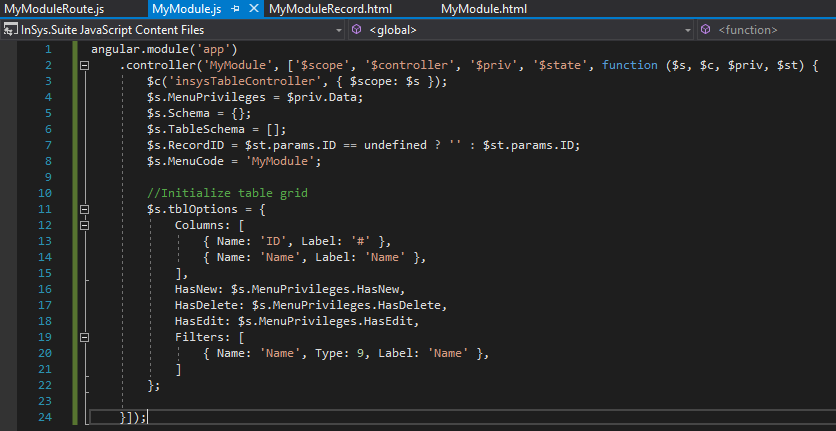 MyModuleRoute.js MyModule.js MyModuleRecord.html MyModule.html
InSys.Suite JavaScript Content Files <global> <function>
1 angular.module('app')
2 .controller('MyModule', ['$scope', '$controller', '$priv', '$state', function ($s, $c, $priv, $st) {
3 $c('insysTableController', { $scope: $s });
4 $s.MenuPrivileges = $priv.Data;
5 $s.Schema = {};
6 $s.TableSchema = [];
7 $s.RecordID = $st.params.ID == undefined ? '' : $st.params.ID;
8 $s.MenuCode = 'MyModule';
9
10 //Initialize table grid
11 $s.tblOptions = {
12 Columns: [
13 { Name: 'ID', Label: '#' },
14 { Name: 'Name', Label: 'Name' },
15 ],
16 HasNew: $s.MenuPrivileges.HasNew,
17 HasDelete: $s.MenuPrivileges.HasDelete,
18 HasEdit: $s.MenuPrivileges.HasEdit,
19 Filters: [
20 { Name: 'Name', Type: 9, Label: 'Name' },
21 ]
22 };
23
24 }]);